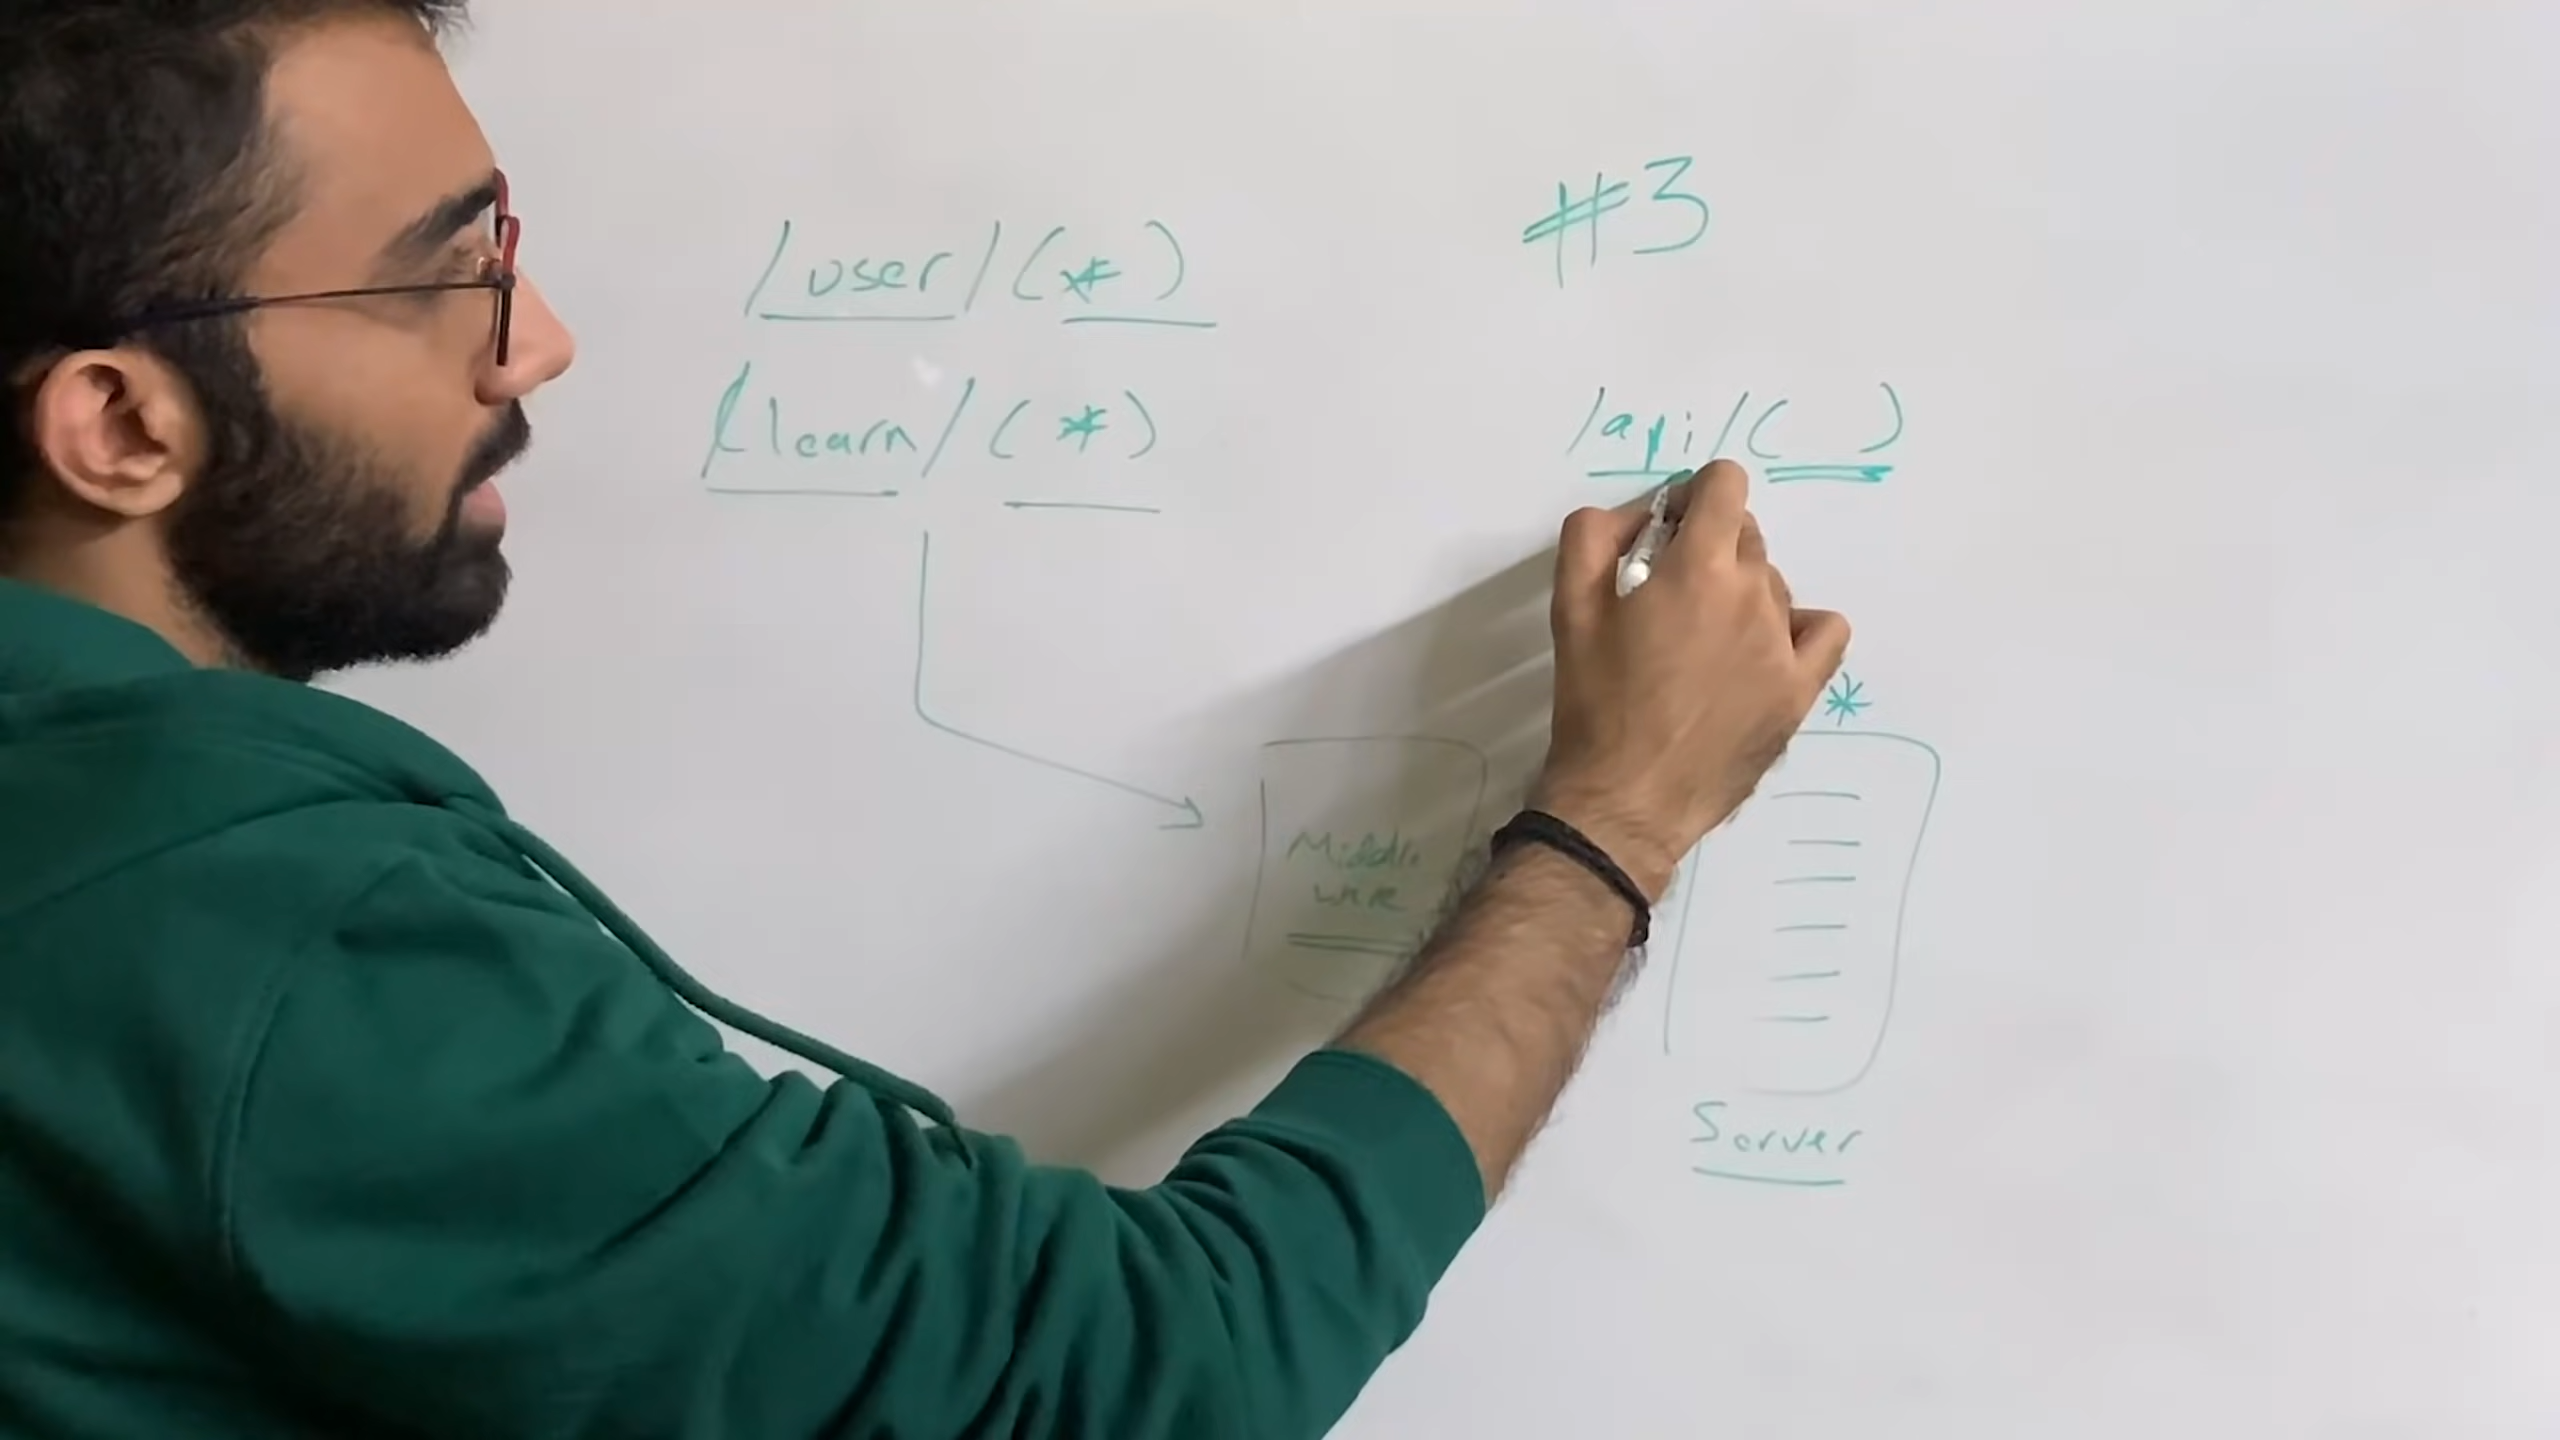 #3
/user/(*)
/learn/(*)
/api/( )
*
Middle
ware
Server